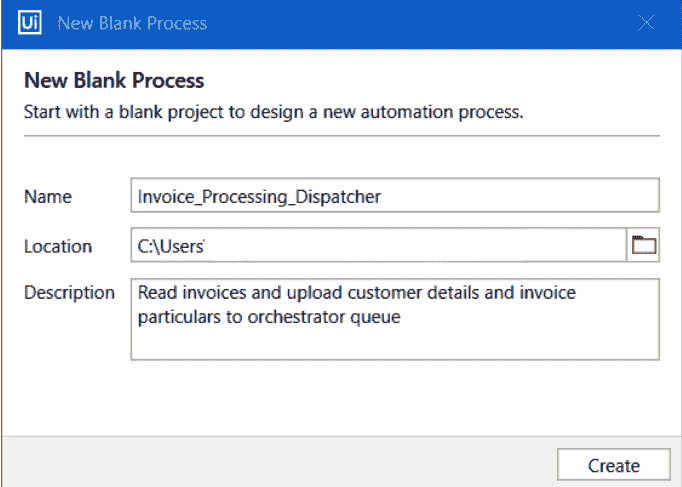 Ui New Blank Process
New Blank Process
Start with a blank project to design a new automation process.
Name Invoice_Processing_Dispatcher
Location C:\Users
Description Read invoices and upload customer details and invoice
particulars to orchestrator queue
Create